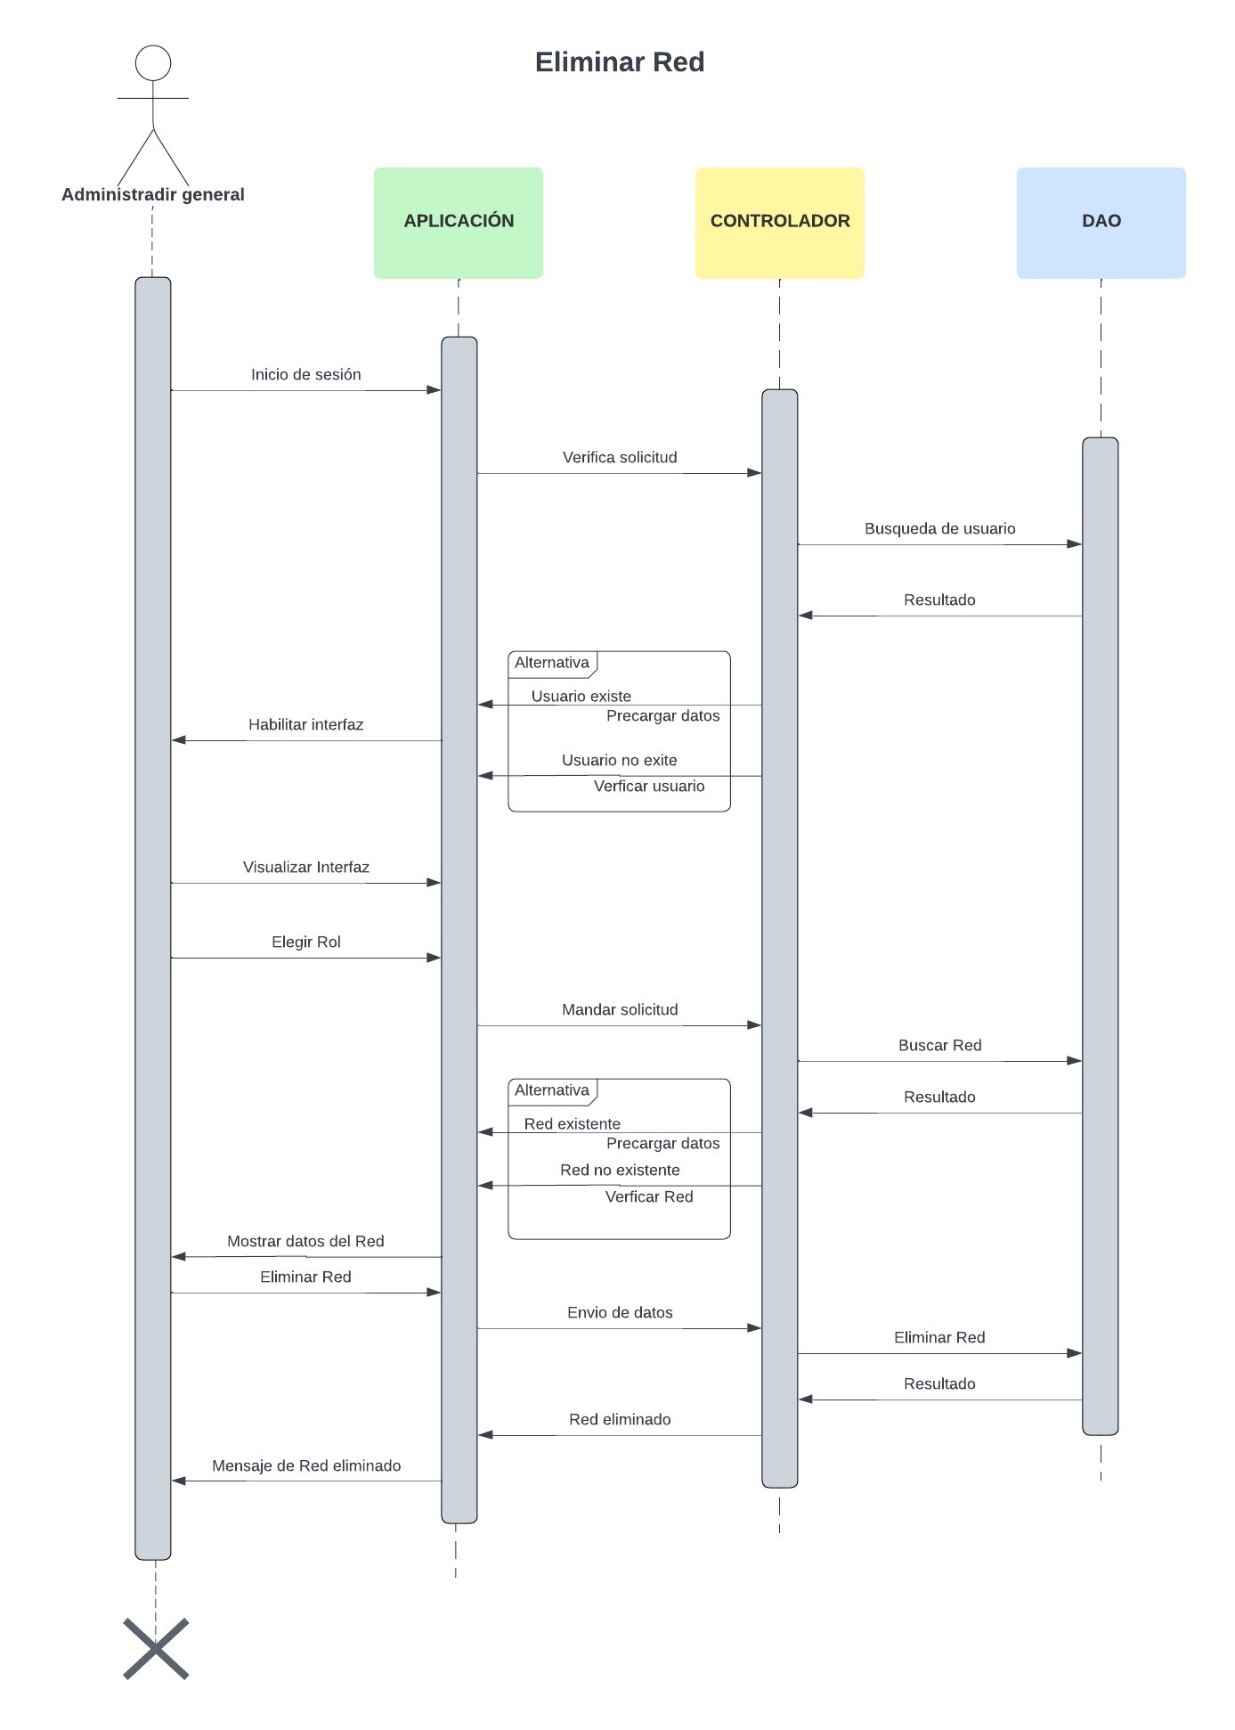 Eliminar Red
Administradir general
APLICACIÓN
CONTROLADOR
DAO
Inicio de sesión
Verifica solicitud
Busqueda de usuario
Resultado
Alternativa
Usuario existe
Precargar datos
Habilitar interfaz
Usuario no exite
Verficar usuario
Visualizar Interfaz
Elegir Rol
Mandar solicitud
Buscar Red
Alternativa
Resultado
Red existente
Precargar datos
Red no existente
Verficar Red
Mostrar datos del Red
Eliminar Red
Envio de datos
Eliminar Red
Resultado
Red eliminado
Mensaje de Red eliminado